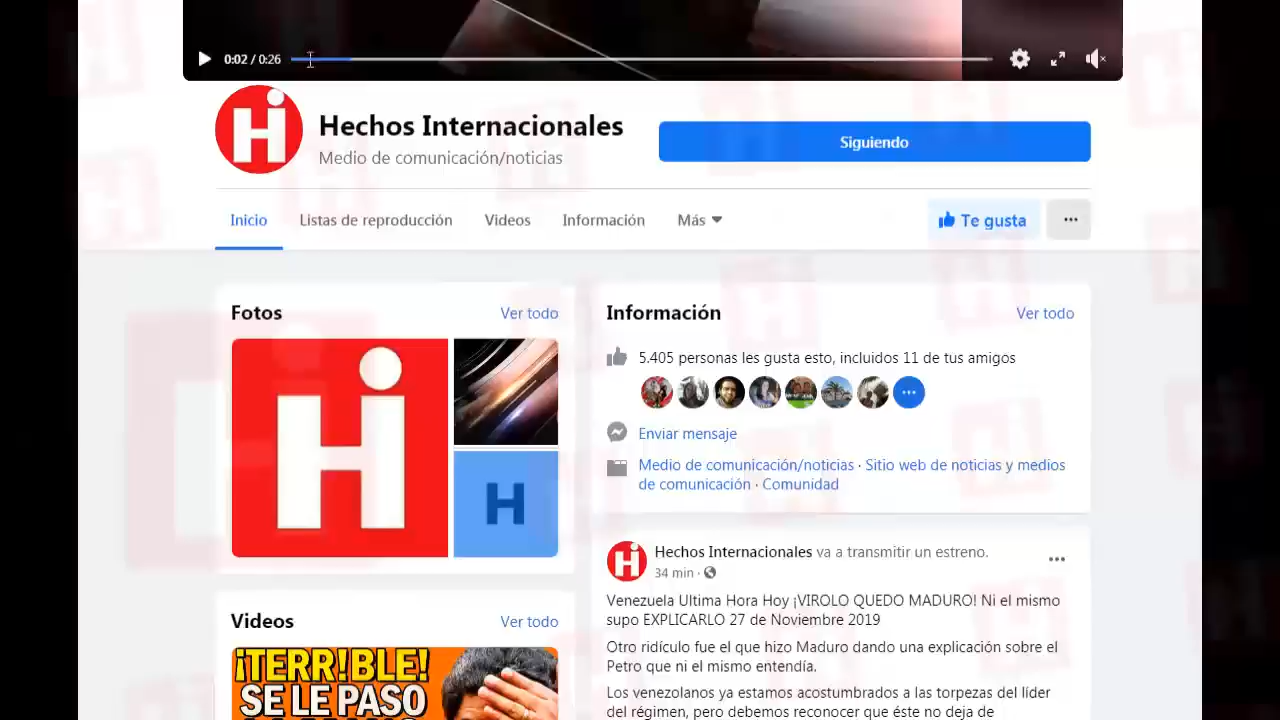 0:02 / 0:26
Hi
Hechos Internacionales
Medio de comunicación/noticias
Siguiendo
Inicio
Listas de reproducción
Videos
Información
Más
Te gusta
Fotos
Ver todo
Hi
H
Información
Ver todo
5.405 personas les gusta esto, incluidos 11 de tus amigos
Enviar mensaje
Medio de comunicación/noticias · Sitio web de noticias y medios
de comunicación · Comunidad
Hi
Hechos Internacionales va a transmitir un estreno.
34 min ·
Venezuela Ultima Hora Hoy ¡VIROLO QUEDO MADURO! Ni el mismo
supo EXPLICARLO 27 de Noviembre 2019
Otro ridículo fue el que hizo Maduro dando una explicación sobre el
Petro que ni el mismo entendía.
Los venezolanos ya estamos acostumbrados a las torpezas del líder
del régimen, pero debemos reconocer que éste no deja de
Videos
Ver todo
¡TERR!BLE!
SE LE PASO